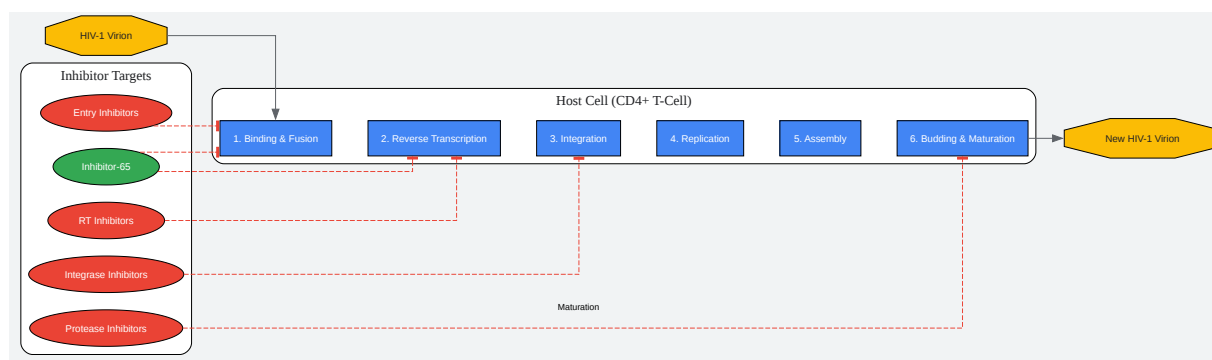 HIV-1 Virion
Inhibitor Targets
Entry Inhibitors
Inhibitor-65
RT Inhibitors
Integrase Inhibitors
Protease Inhibitors
Host Cell (CD4+ T-Cell)
1. Binding & Fusion
2. Reverse Transcription
3. Integration
4. Replication
5. Assembly
6. Budding & Maturation
New HIV-1 Virion
Maturation